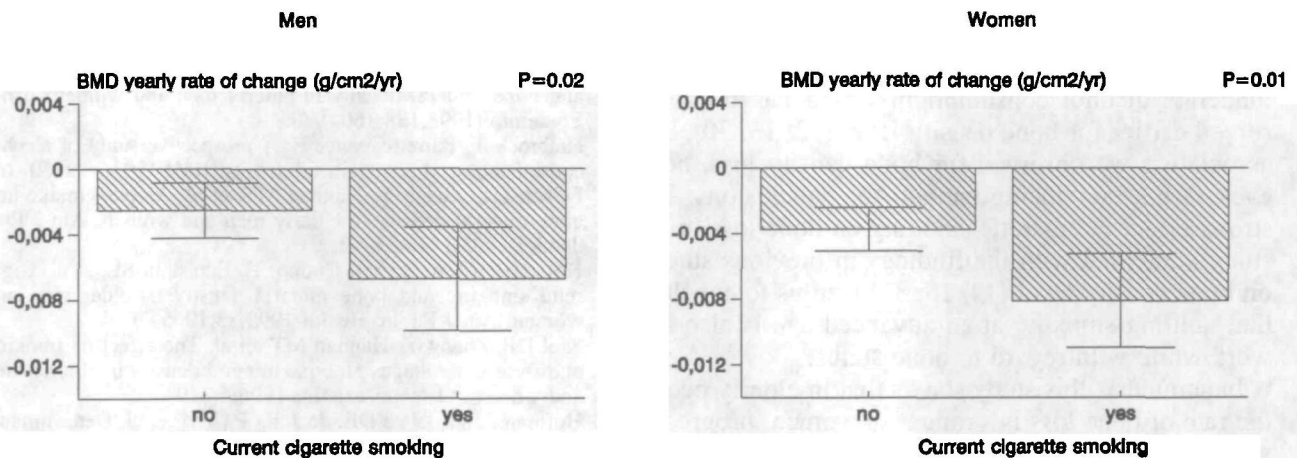 Men
BMD yearly rate of change (g/cm2/yr) P=0.02
0,004
0
-0,004
-0,008
-0,012
no yes
Current cigarette smoking
Women
BMD yearly rate of change (g/cm2/yr) P=0.01
0,004
0
-0,004
-0,008
-0,012
no yes
Current cigarette smoking